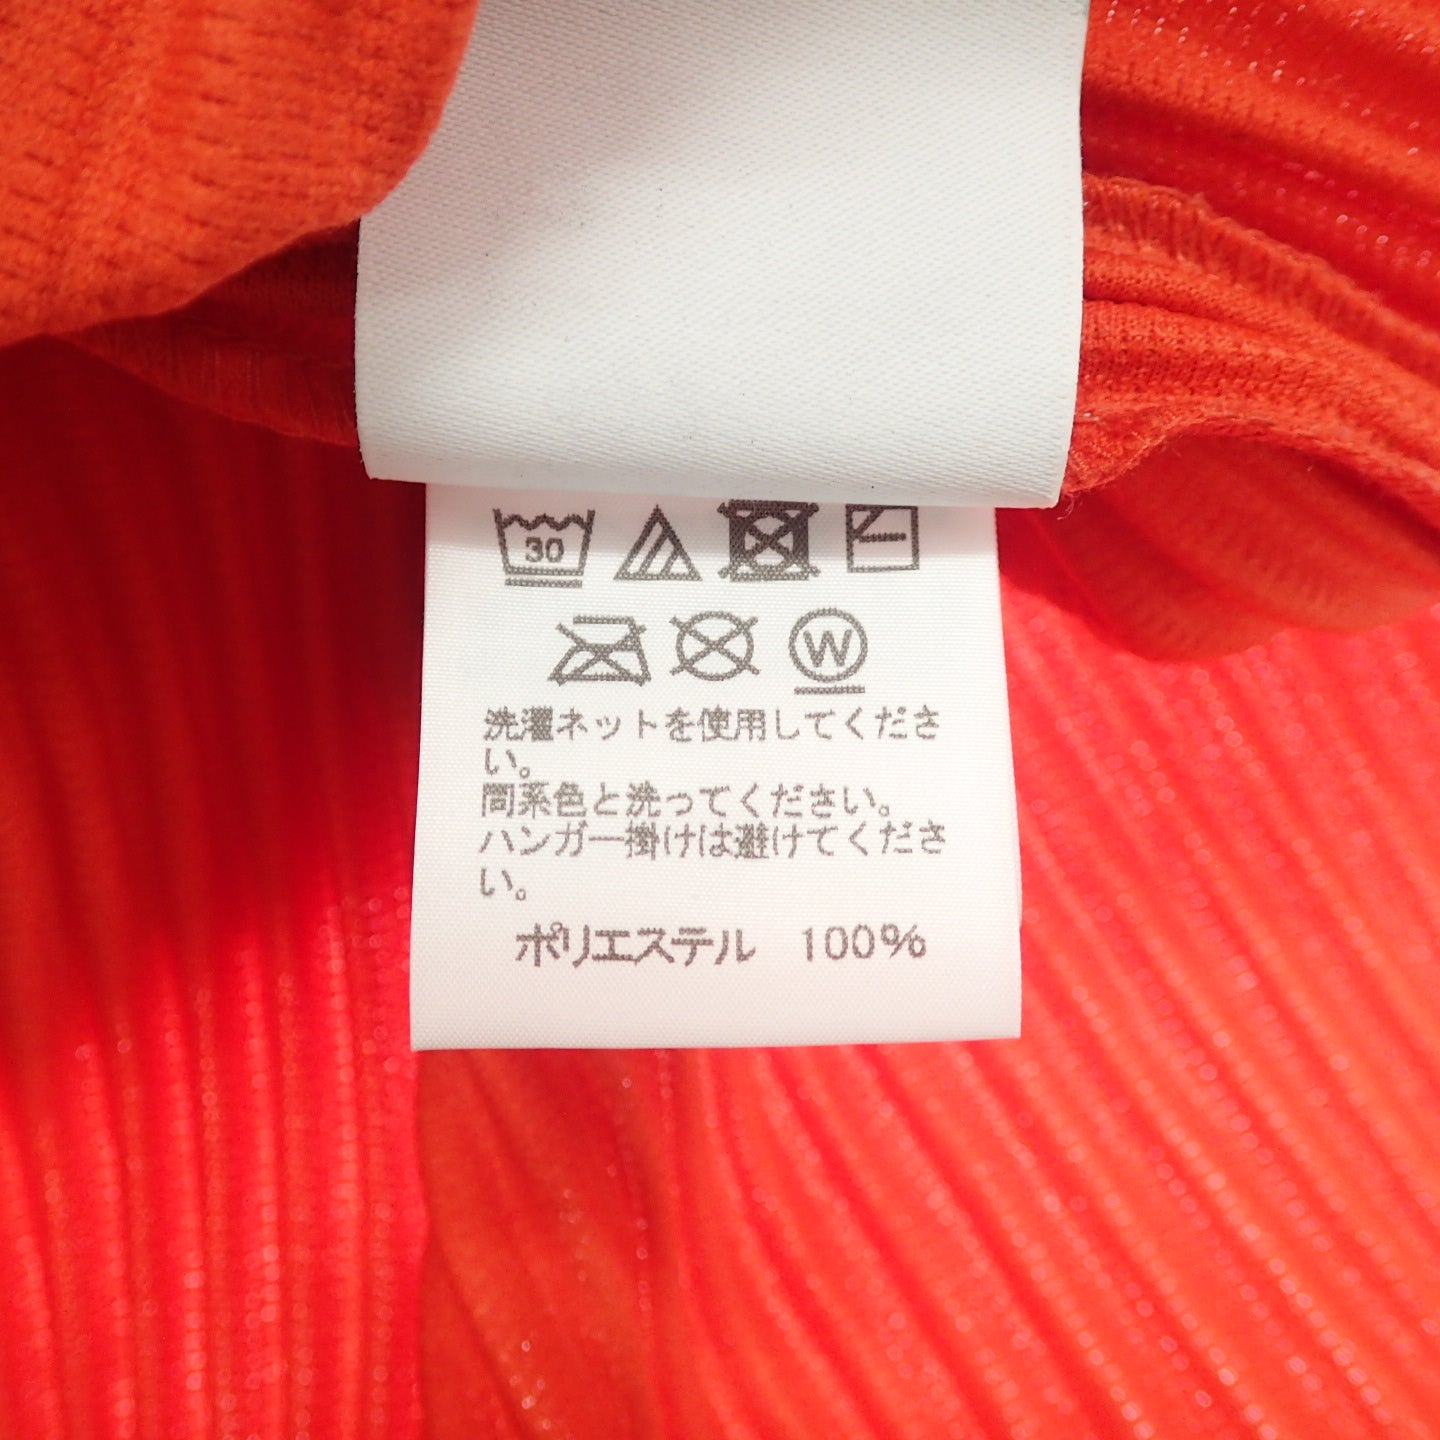 30
W
洗濯ネットを使用してくださ
い。
同系色と洗ってください。
ハンガー掛けは避けてくださ
い。
ポリエステル 100%